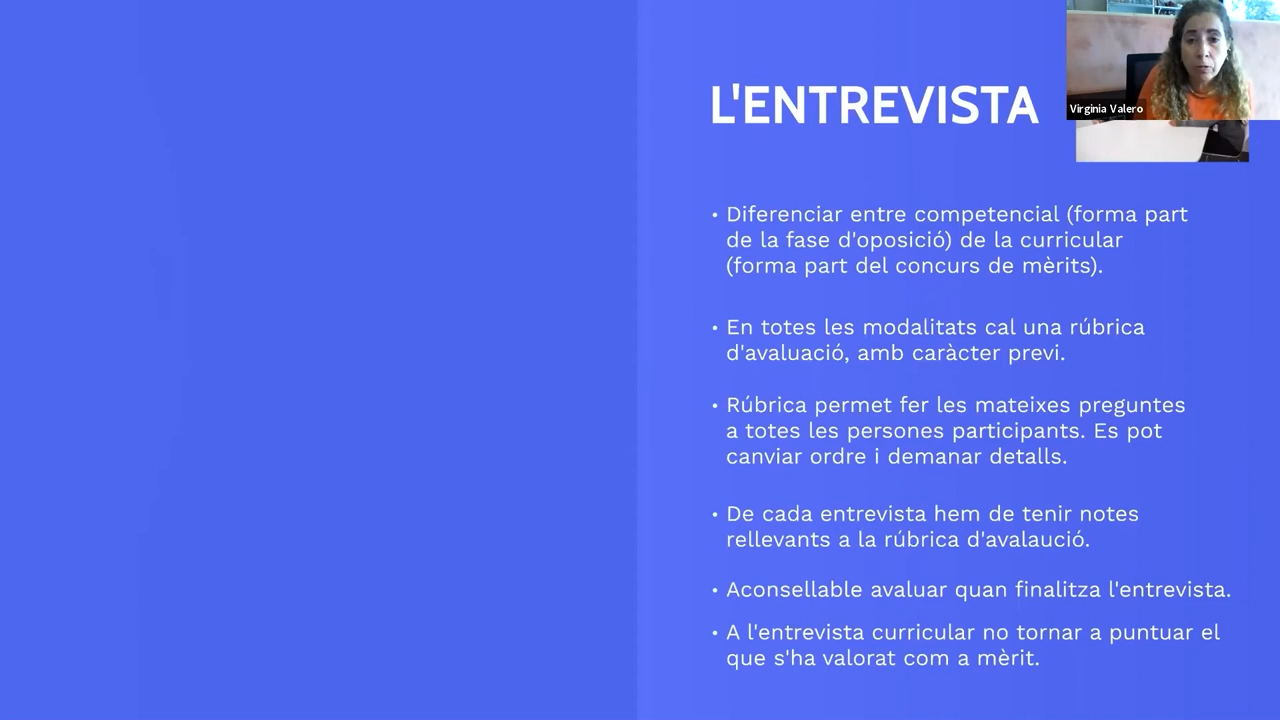 L'ENTREVISTA
Virginia Valero
• Diferenciar entre competencial (forma part
de la fase d'oposició) de la curricular
(forma part del concurs de mèrits).
• En totes les modalitats cal una rúbrica
d'avaluació, amb caràcter previ.
• Rúbrica permet fer les mateixes preguntes
a totes les persones participants. Es pot
canviar ordre i demanar detalls.
• De cada entrevista hem de tenir notes
rellevants a la rúbrica d'avalaució.
• Aconsellable avaluar quan finalitza l'entrevista.
• A l'entrevista curricular no tornar a puntuar el
que s'ha valorat com a mèrit.